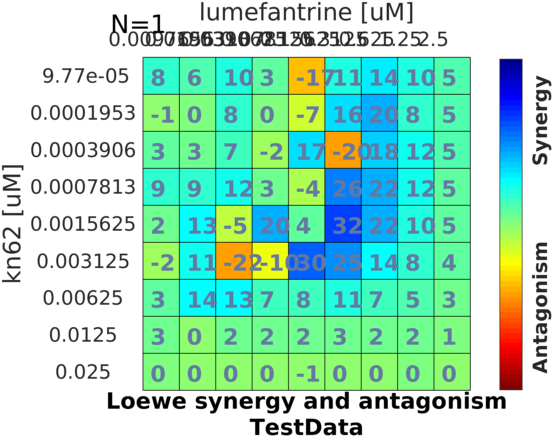 lumefantrine [uM]
N=1
2.5
9.77e-05 8 6 10 3 -17 11 14 10 5
0.0001953 -1 0 8 0 -7 16 20 8 5
0.0003906 3 3 7 -2 17 -20 18 12 5
0.0007813 9 9 12 3 -4 26 22 12 5
0.0015625 2 13 -5 20 4 32 22 10 5
0.003125 -2 11 -22 -10 30 25 14 8 4
0.00625 3 14 13 7 8 11 7 5 3
0.0125 3 0 2 2 2 3 2 2 1
0.025 0 0 0 0 -1 0 0 0 0
kn62 [uM]
Synergy
Antagonism
Loewe synergy and antagonism
TestData